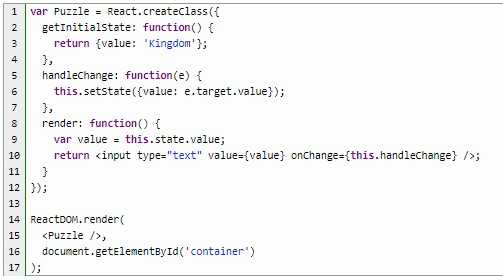 1 var Puzzle = React.createClass({
2   getInitialState: function() {
3     return {value: 'Kingdom'};
4   },
5   handleChange: function(e) {
6     this.setState({value: e.target.value});
7   },
8   render: function() {
9     var value = this.state.value;
10     return <input type="text" value={value} onChange={this.handleChange} />;
11   }
12 });
13
14 ReactDOM.render(
15   <Puzzle />,
16   document.getElementById('container')
17 );